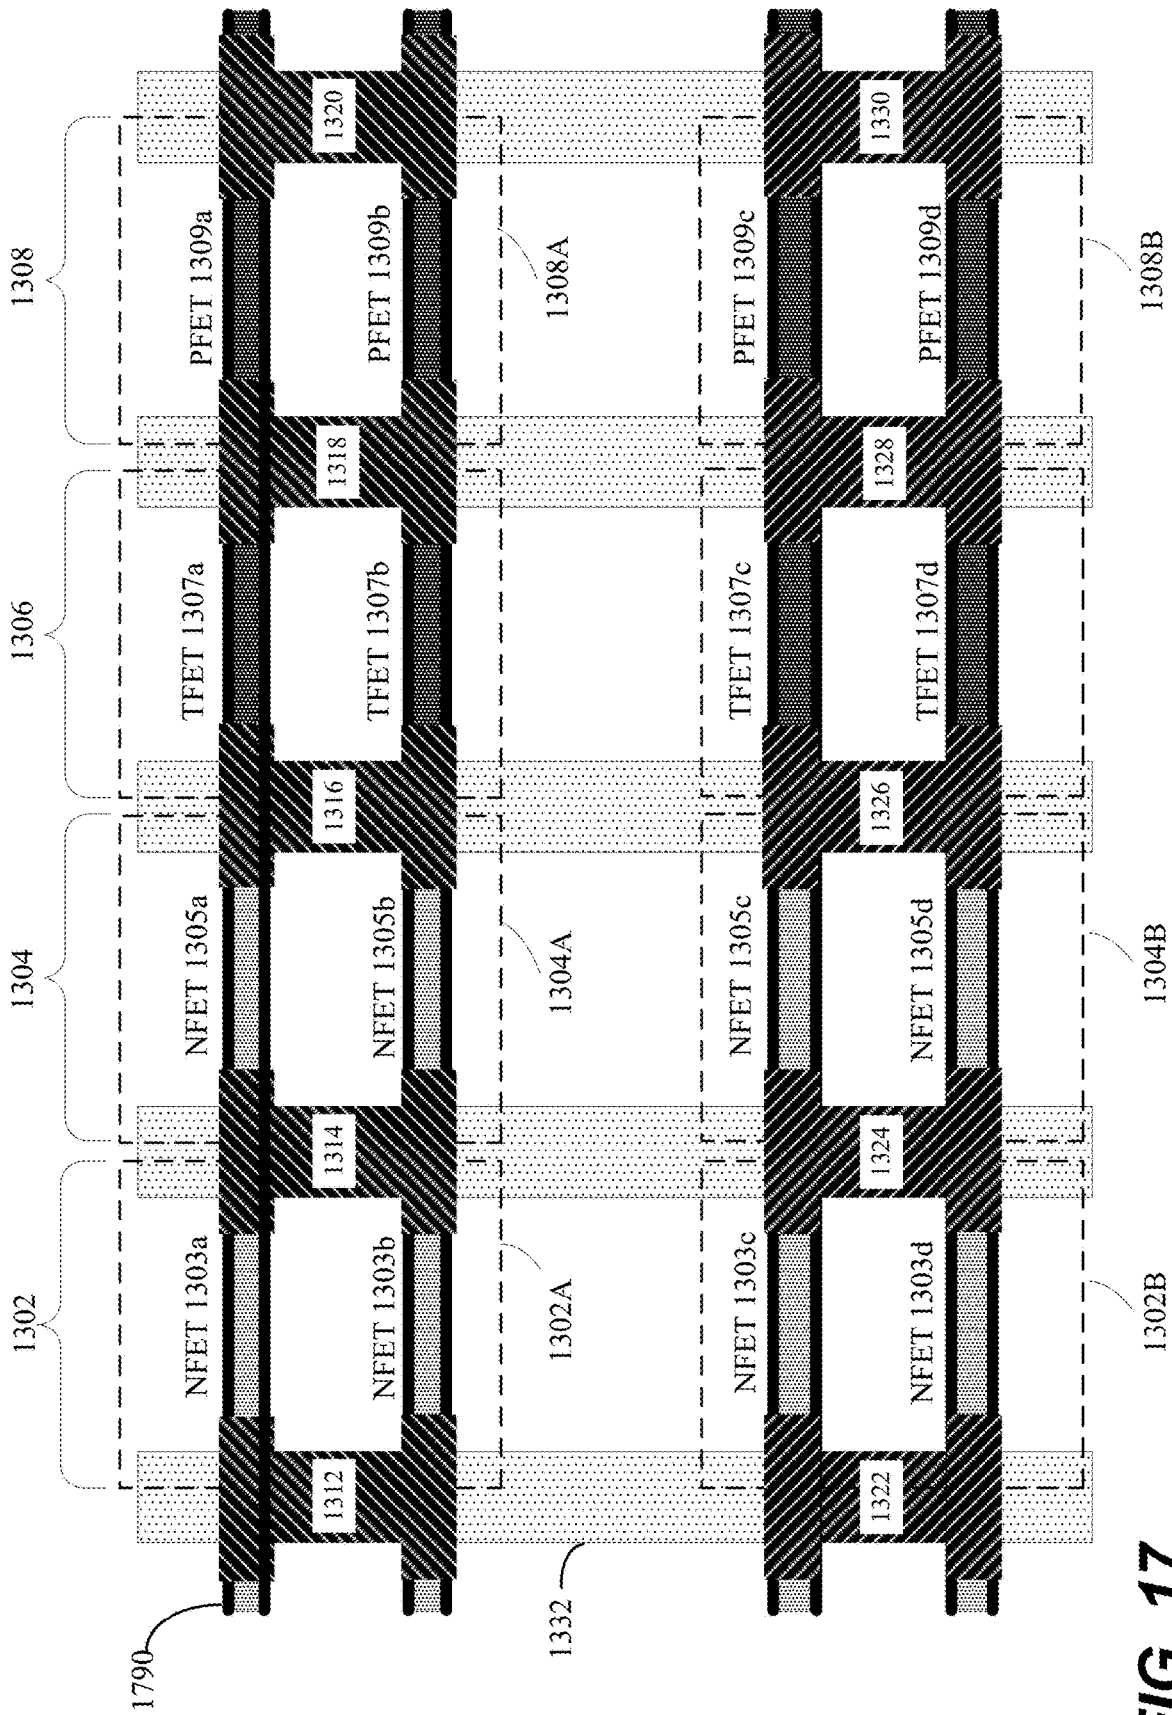 1302
1304
1306
1308
NFET 1303a
NFET 1305a
TFET 1307a
PFET 1309a
1790
1312
1314
1316
1318
1320
NFET 1303b
NFET 1305b
TFET 1307b
PFET 1309b
1302A
1304A
1308A
1332
NFET 1303c
NFET 1305c
TFET 1307c
PFET 1309c
1322
1324
1326
1328
1330
NFET 1303d
NFET 1305d
TFET 1307d
PFET 1309d
1302B
1304B
1308B
FIG. 17